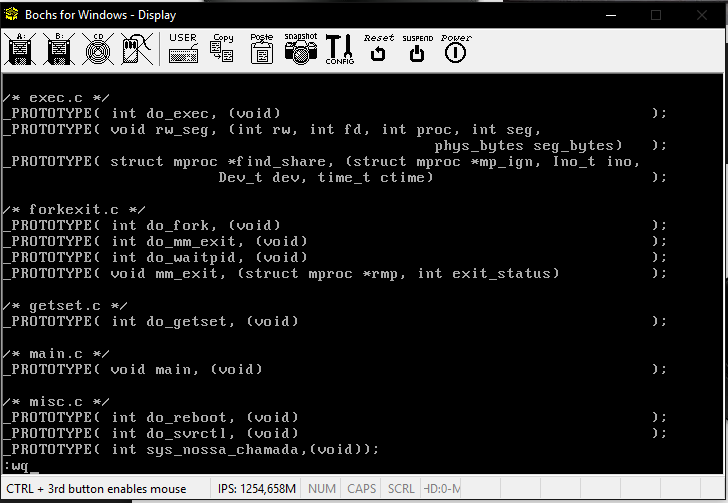 Bochs for Windows - Display
A: B: CD USER Copy Paste snapshot CONFIG Reset SUSPEND Power
/* exec.c */
_PROTOTYPE( int do_exec, (void) );
_PROTOTYPE( void rw_seg, (int rw, int fd, int proc, int seg,
phys_bytes seg_bytes) );
_PROTOTYPE( struct mproc *find_share, (struct mproc *mp_ign, Ino_t ino,
Dev_t dev, time_t ctime) );
/* forkexit.c */
_PROTOTYPE( int do_fork, (void) );
_PROTOTYPE( int do_mm_exit, (void) );
_PROTOTYPE( int do_waitpid, (void) );
_PROTOTYPE( void mm_exit, (struct mproc *rmp, int exit_status) );
/* getset.c */
_PROTOTYPE( int do_getset, (void) );
/* main.c */
_PROTOTYPE( void main, (void) );
/* misc.c */
_PROTOTYPE( int do_reboot, (void) );
_PROTOTYPE( int do_svrctl, (void) );
_PROTOTYPE( int sys_nossa_chamada,(void));
:wq_
CTRL + 3rd button enables mouse IPS: 1254,658M NUM CAPS SCRL HD:0-M